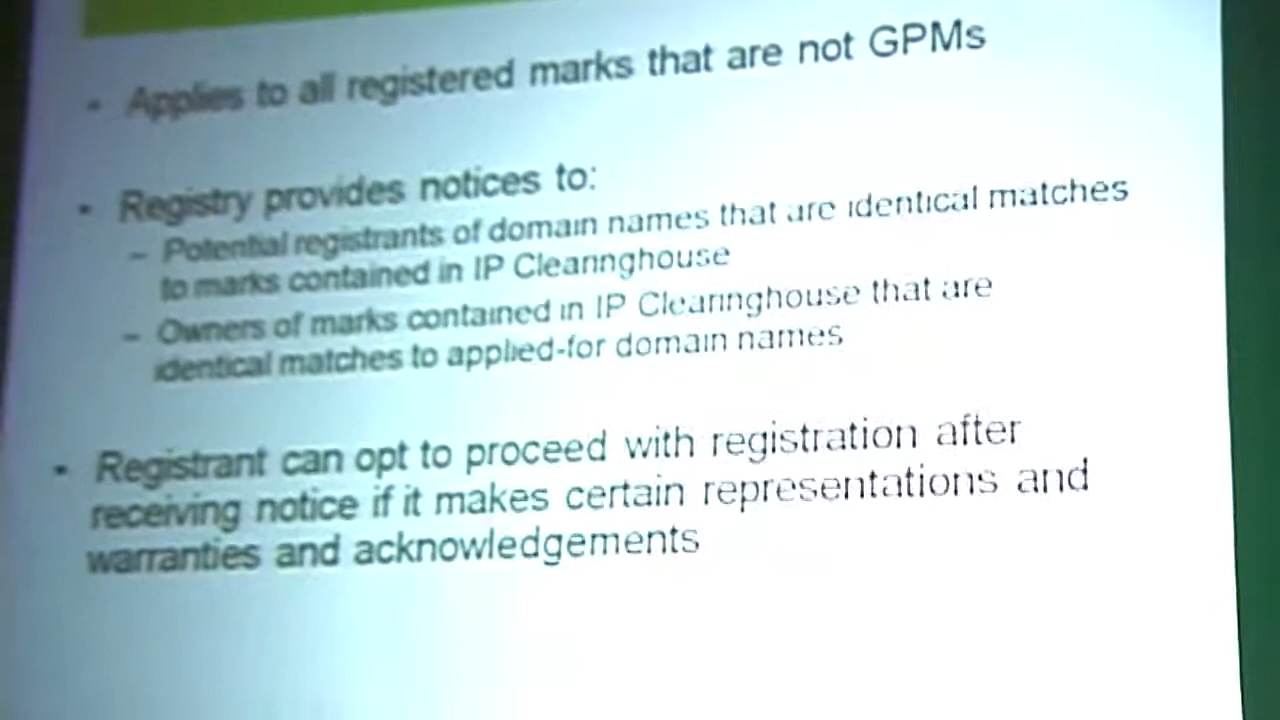 • Applies to all registered marks that are not GPMs
• Registry provides notices to:
– Potential registrants of domain names that are identical matches
to marks contained in IP Clearinghouse
– Owners of marks contained in IP Clearinghouse that are
identical matches to applied-for domain names
• Registrant can opt to proceed with registration after
receiving notice if it makes certain representations and
warranties and acknowledgements